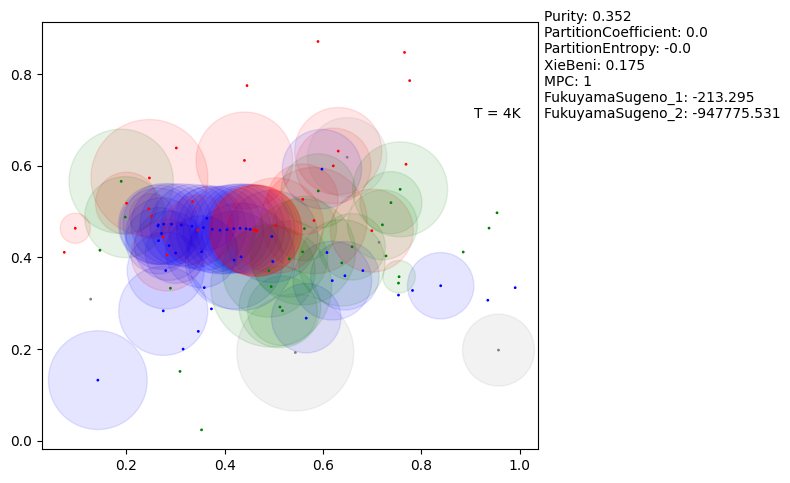 Purity: 0.352
PartitionCoefficient: 0.0
PartitionEntropy: -0.0
XieBeni: 0.175
MPC: 1
FukuyamaSugeno_1: -213.295
FukuyamaSugeno_2: -947775.531
T = 4K
0.8
0.6
0.4
0.2
0.0
0.2 0.4 0.6 0.8 1.0